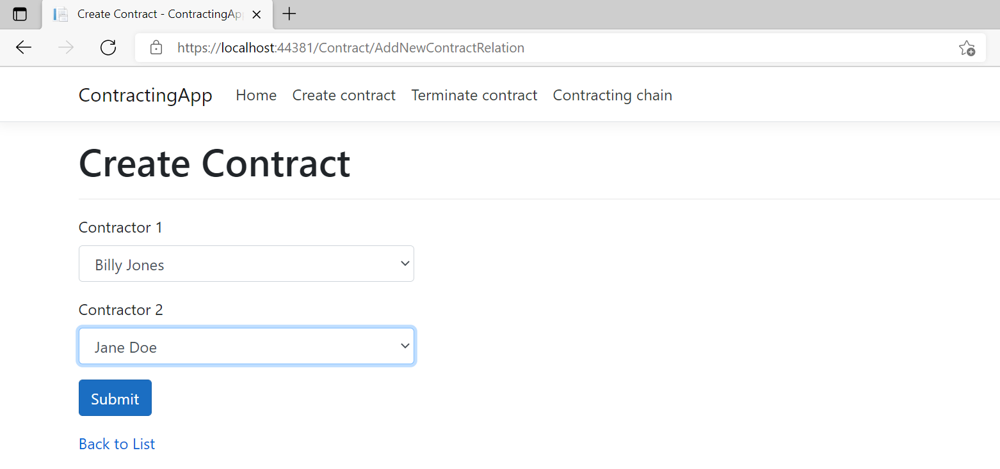 Create Contract - ContractingAp
https://localhost:44381/Contract/AddNewContractRelation
ContractingApp Home Create contract Terminate contract Contracting chain
Create Contract
Contractor 1
Billy Jones
Contractor 2
Jane Doe
Submit
Back to List